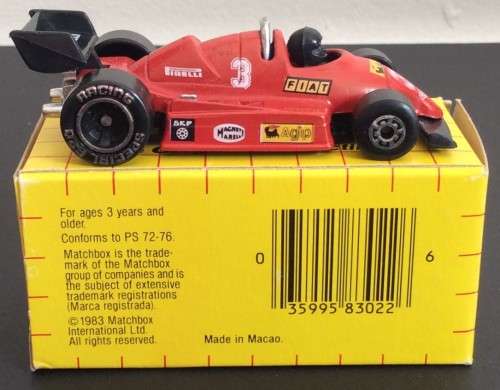 PIRELLI
3
FIAT
RACING
SPECIAL
SKF
MAGNETI
MARELLI
Agip
For ages 3 years and
older.
Conforms to PS 72-76.
Matchbox is the trade-
mark of the Matchbox
group of companies and is
the subject of extensive
trademark registrations
(Marca registrada).
©1983 Matchbox
International Ltd.
All rights reserved.
0 35995 83022 6
Made in Macao.